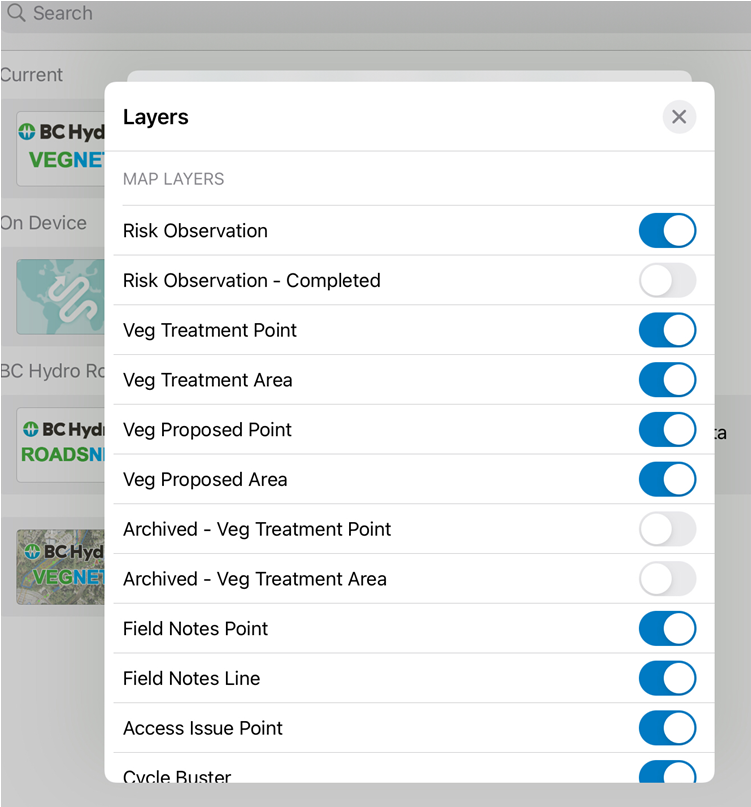 Search
Current
BC Hyd
VEGNE
On Device
BC Hydro Ro
BC Hyd
ROADSN
BC Hyd
VEGNET
ta
Layers
MAP LAYERS
Risk Observation
Risk Observation - Completed
Veg Treatment Point
Veg Treatment Area
Veg Proposed Point
Veg Proposed Area
Archived - Veg Treatment Point
Archived - Veg Treatment Area
Field Notes Point
Field Notes Line
Access Issue Point
Cycle Buster